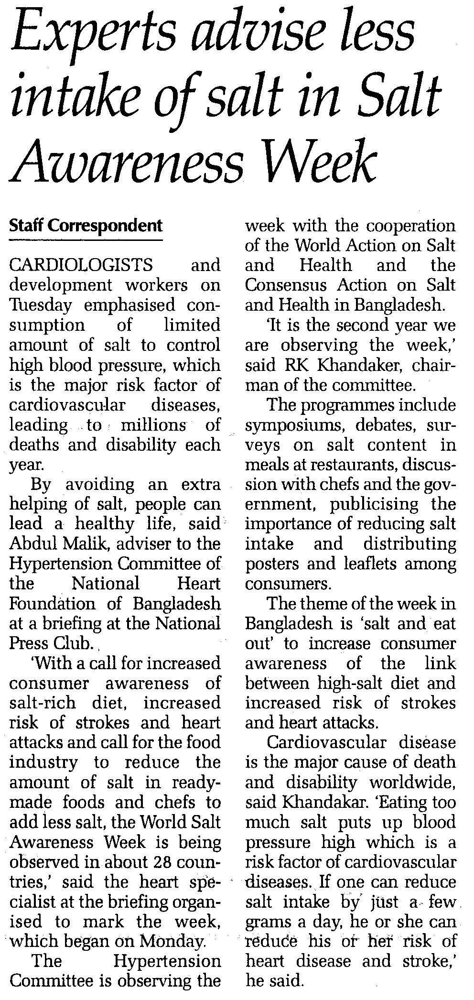 Experts advise less
intake of salt in Salt
Awareness Week
Staff Correspondent
CARDIOLOGISTS and
development workers on
Tuesday emphasised con-
sumption of limited
amount of salt to control
high blood pressure, which
is the major risk factor of
cardiovascular diseases,
leading to millions of
deaths and disability each
year.
By avoiding an extra
helping of salt, people can
lead a healthy life, said
Abdul Malik, adviser to the
Hypertension Committee of
the National Heart
Foundation of Bangladesh
at a briefing at the National
Press Club.
‘With a call for increased
consumer awareness of
salt-rich diet, increased
risk of strokes and heart
attacks and call for the food
industry to reduce the
amount of salt in ready-
made foods and chefs to
add less salt, the World Salt
Awareness Week is being
observed in about 28 coun-
tries,’ said the heart spe-
cialist at the briefing organ-
ised to mark the week,
which began on Monday.
The Hypertension
Committee is observing the
week with the cooperation
of the World Action on Salt
and Health and the
Consensus Action on Salt
and Health in Bangladesh.
‘It is the second year we
are observing the week,’
said RK Khandaker, chair-
man of the committee.
The programmes include
symposiums, debates, sur-
veys on salt content in
meals at restaurants, discus-
sion with chefs and the gov-
ernment, publicising the
importance of reducing salt
intake and distributing
posters and leaflets among
consumers.
The theme of the week in
Bangladesh is ‘salt and eat
out’ to increase consumer
awareness of the link
between high-salt diet and
increased risk of strokes
and heart attacks.
Cardiovascular disease
is the major cause of death
and disability worldwide,
said Khandakar. ‘Eating too
much salt puts up blood
pressure high which is a
risk factor of cardiovascular
diseases. If one can reduce
salt intake by just a few
grams a day, he or she can
reduce his or her risk of
heart disease and stroke,’
he said.